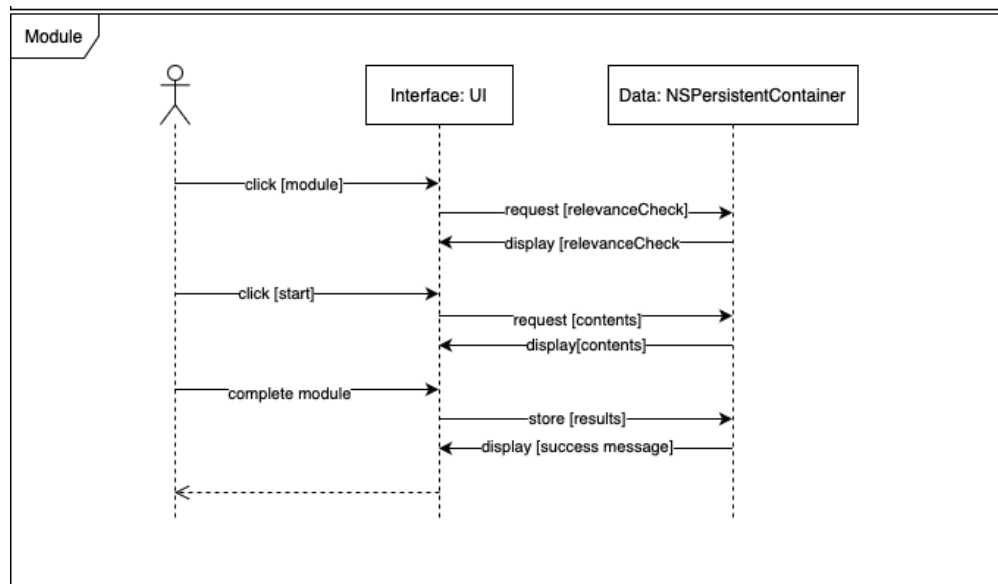 Module
Interface: UI
Data: NSPersistentContainer
click [module]
request [relevanceCheck]
display [relevanceCheck
click [start]
request [contents]
display[contents]
complete module
store [results]
display [success message]